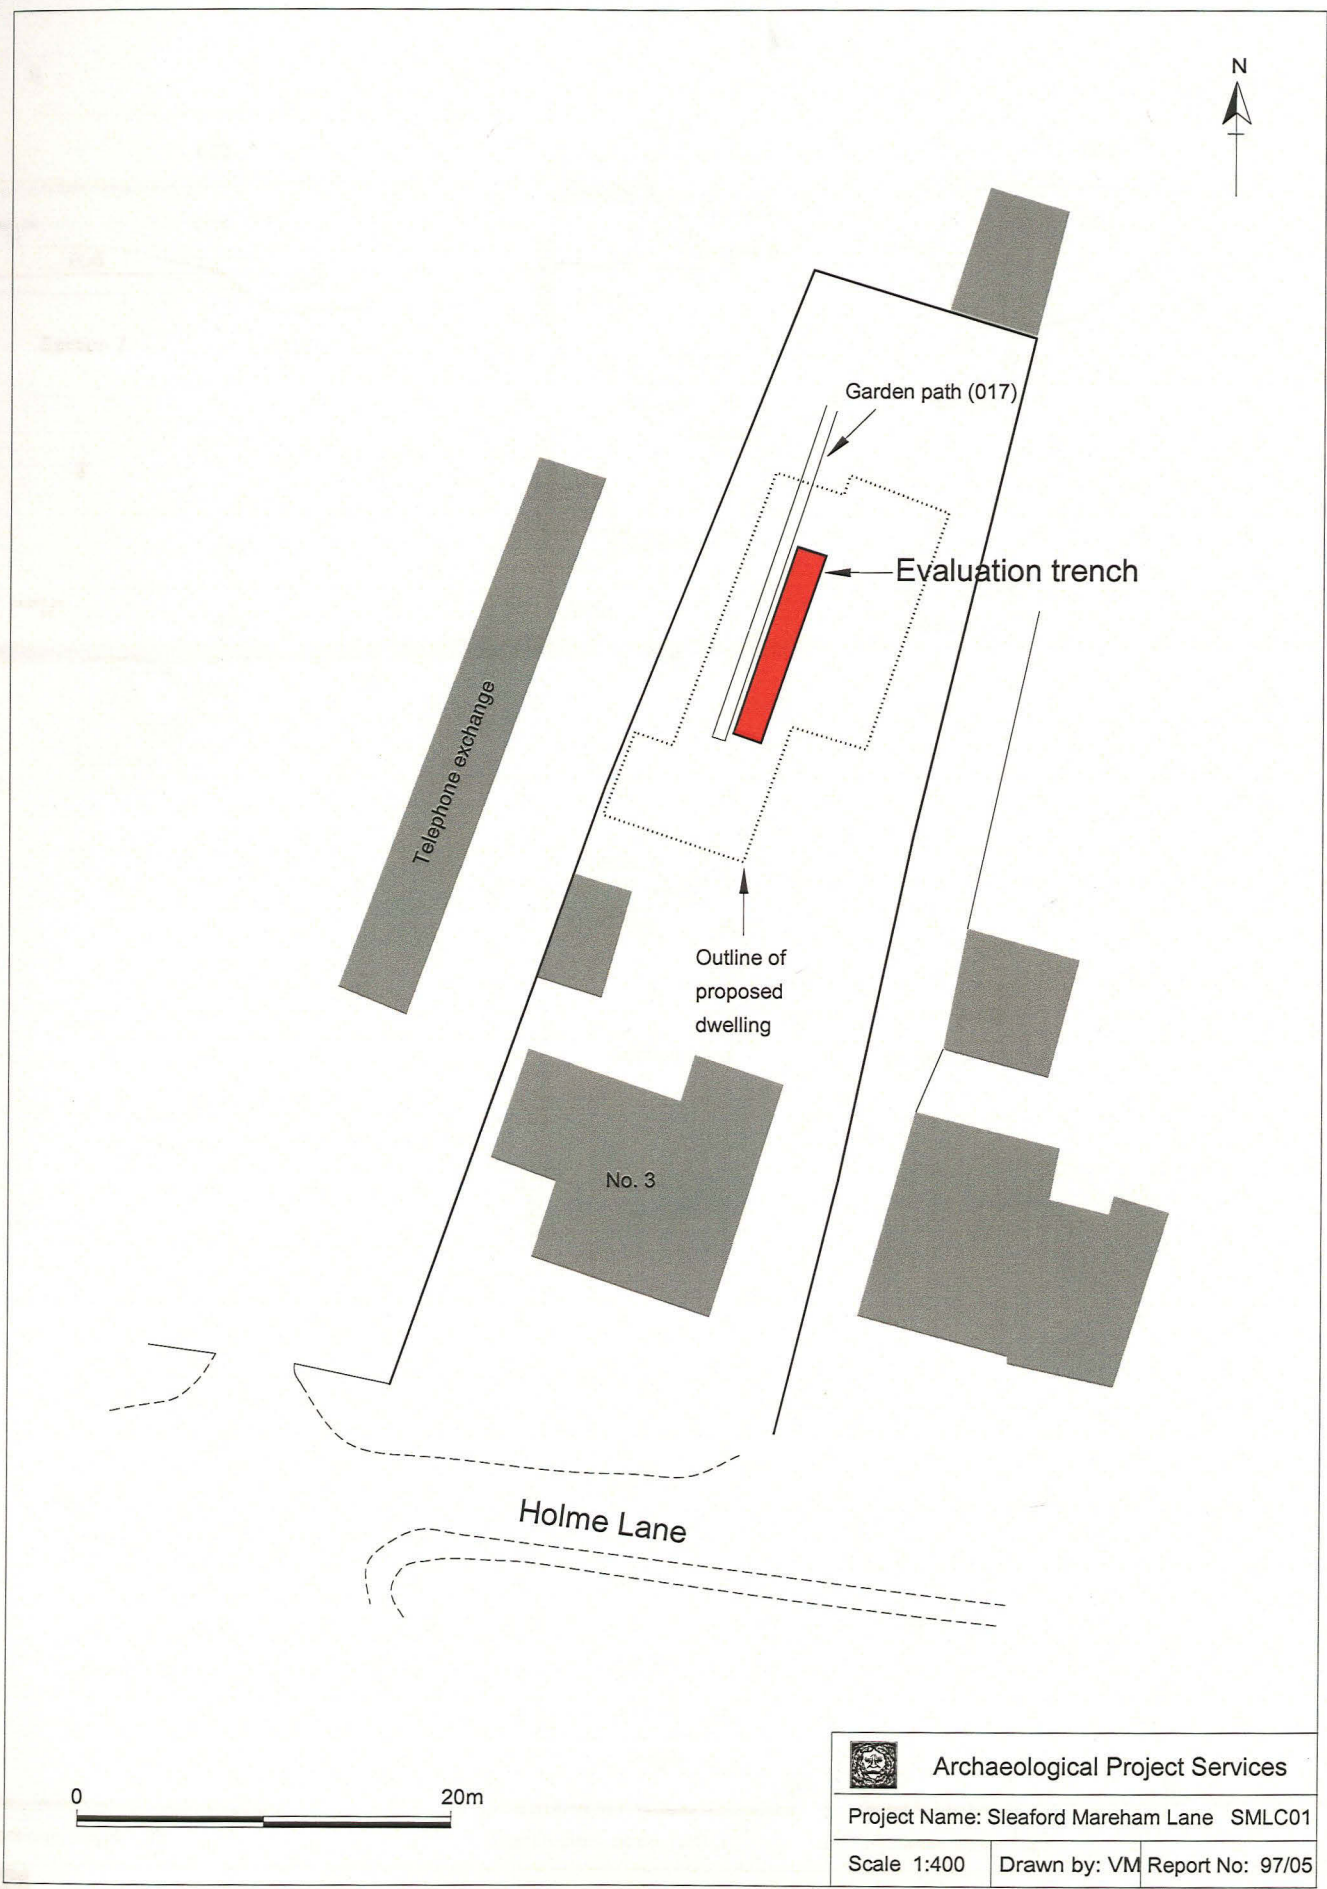 N
Garden path (017)
Evaluation trench
Telephone exchange
Outline of
proposed
dwelling
No. 3
Holme Lane
0 20m
Archaeological Project Services
Project Name: Sleaford Mareham Lane SMLC01
Scale 1:400 Drawn by: VM Report No: 97/05